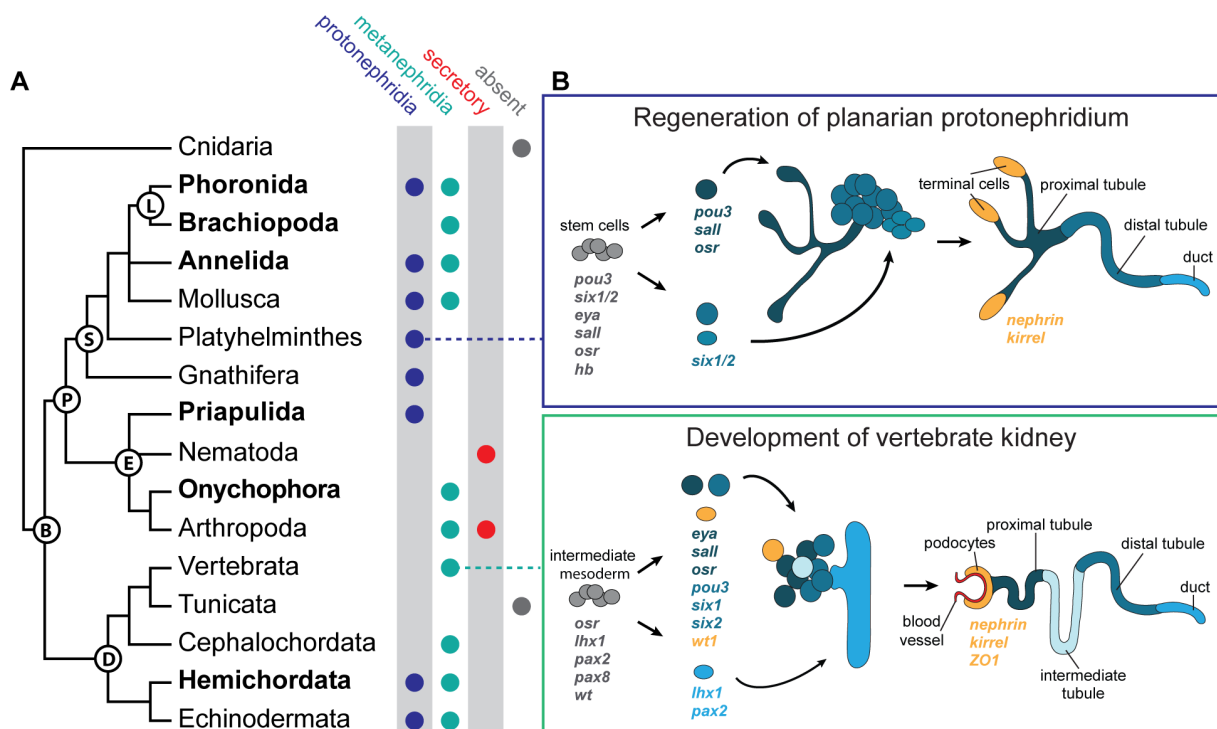 A
protonephridia
metanephridia
secretory
absent
Cnidaria
Phoronida
L
Brachiopoda
Annelida
Mollusca
S
Platyhelminthes
Gnathifera
P
Priapulida
E
Nematoda
Onychophora
B
Arthropoda
Vertebrata
Tunicata
Cephalochordata
D
Hemichordata
Echinodermata
B
Regeneration of planarian protonephridium
stem cells
pou3
six1/2
eya
sall
osr
hb
pou3
sall
osr
six1/2
terminal cells
proximal tubule
distal tubule
duct
nephrin
kirrel
Development of vertebrate kidney
intermediate
mesoderm
osr
lhx1
pax2
pax8
wt
eya
sall
osr
pou3
six1
six2
wt1
lhx1
pax2
proximal tubule
podocytes
distal tubule
duct
blood
vessel
nephrin
kirrel
ZO1
intermediate
tubule